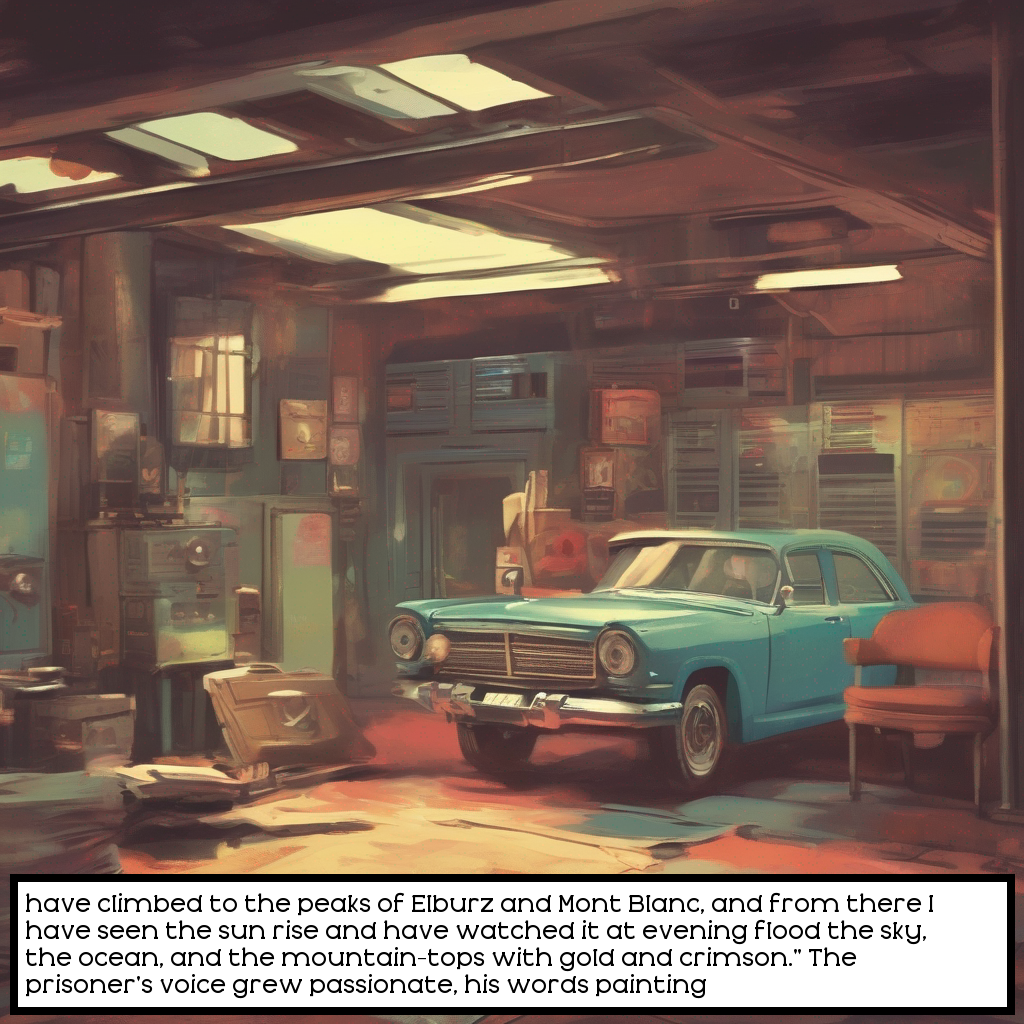 have climbed to the peaks of Elburz and Mont Blanc, and from there I
have seen the sun rise and have watched it at evening flood the sky,
the ocean, and the mountain-tops with gold and crimson." The
prisoner's voice grew passionate, his words painting